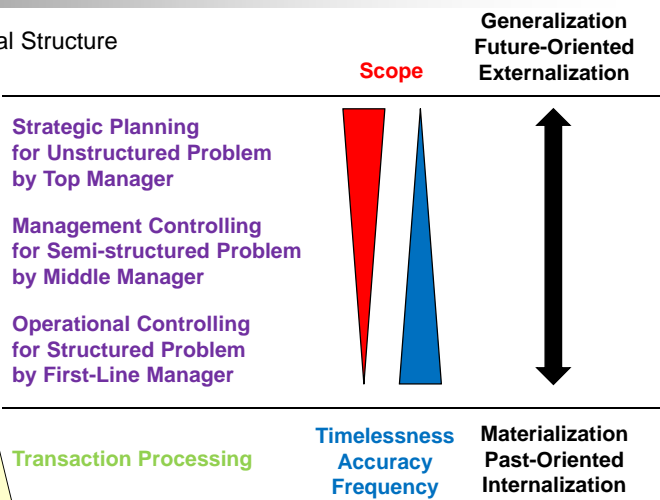 al Structure
Scope
Generalization
Future-Oriented
Externalization
Strategic Planning
for Unstructured Problem
by Top Manager
Management Controlling
for Semi-structured Problem
by Middle Manager
Operational Controlling
for Structured Problem
by First-Line Manager
Transaction Processing
Timelessness
Accuracy
Frequency
Materialization
Past-Oriented
Internalization